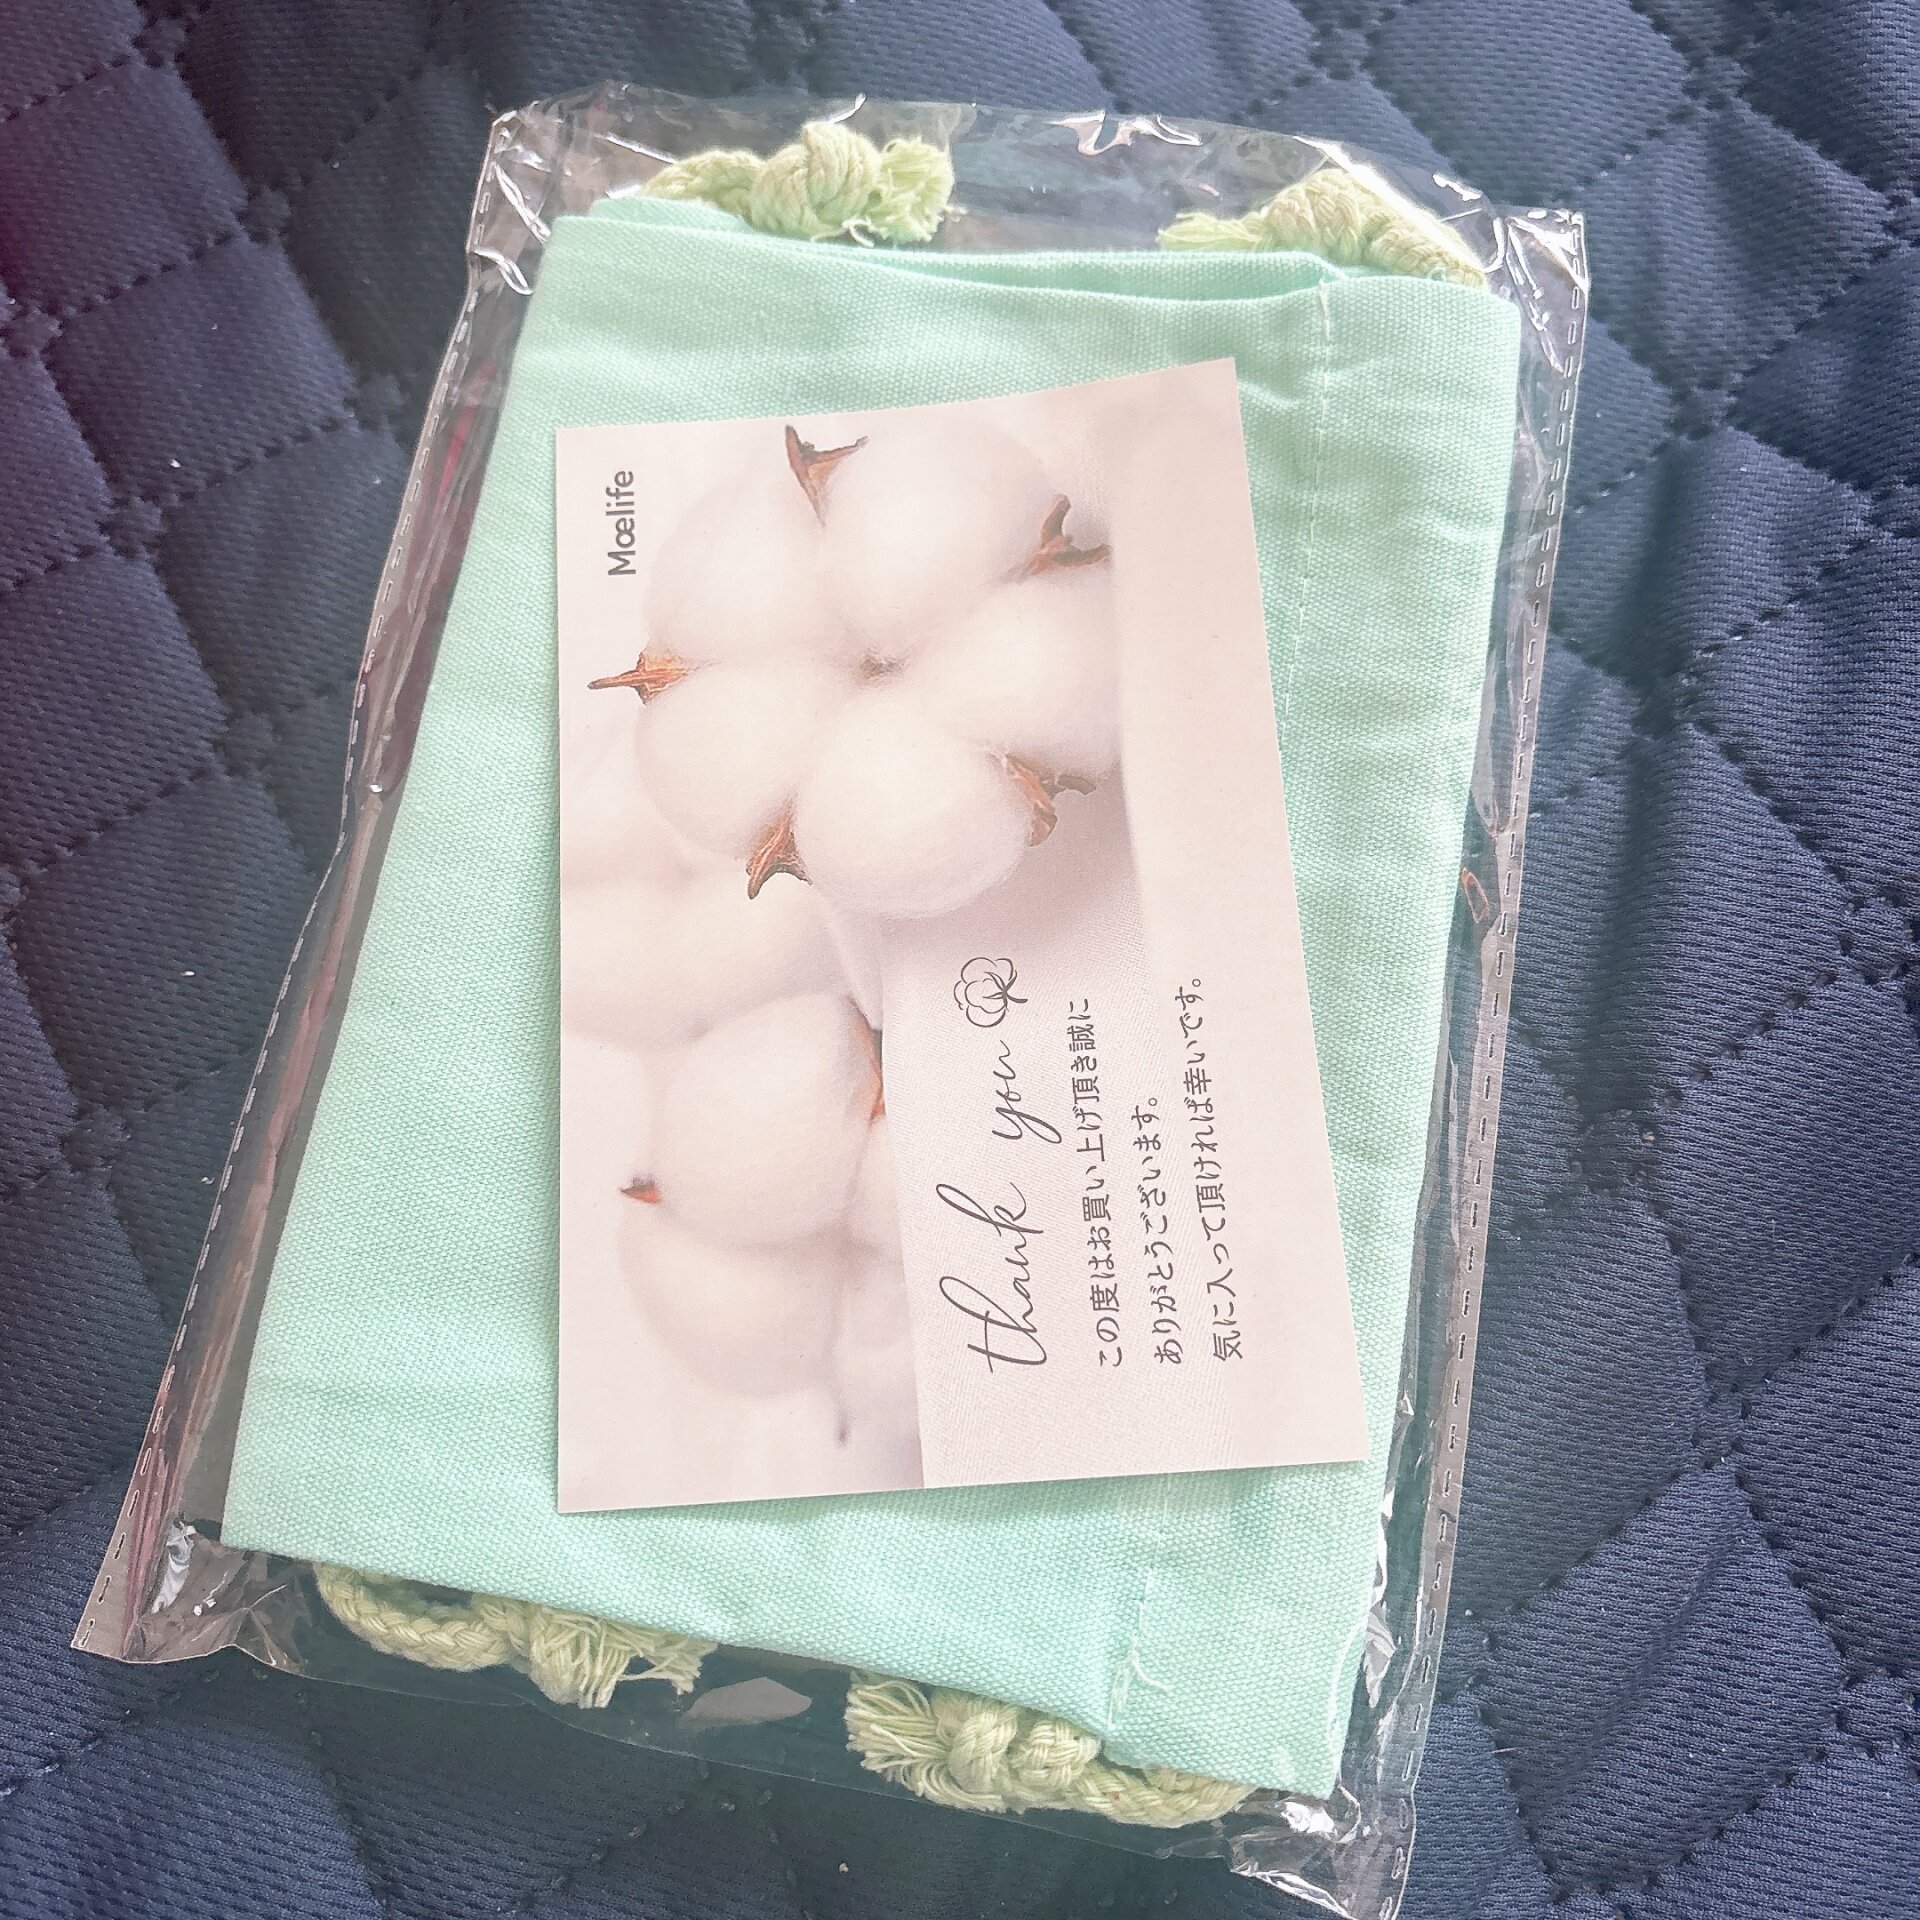 Mœlife
thank you
この度はお買い上げ頂き誠に
ありがとうございます。
気に入って頂ければ幸いです。